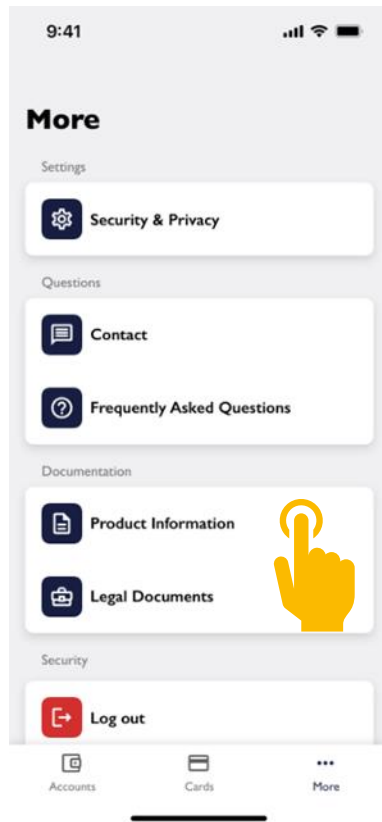 9:41
More
Settings
Security & Privacy
Questions
Contact
Frequently Asked Questions
Documentation
Product Information
Legal Documents
Security
Log out
Accounts Cards More